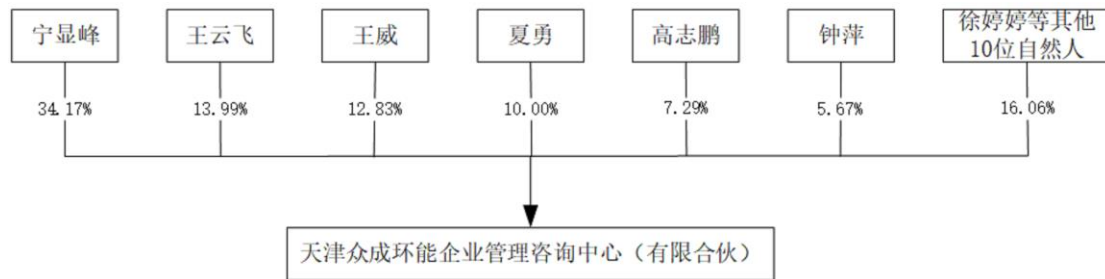 宁显峰
王云飞
王威
夏勇
高志鹏
钟萍
徐婷婷等其他
10位自然人
34.17%
13.99%
12.83%
10.00%
7.29%
5.67%
16.06%
天津众成环能企业管理咨询中心（有限合伙）